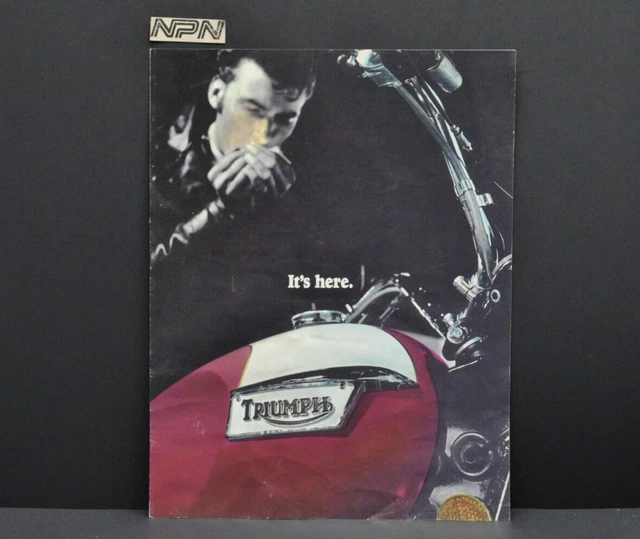 NPN
It's here.
TRIUMPH